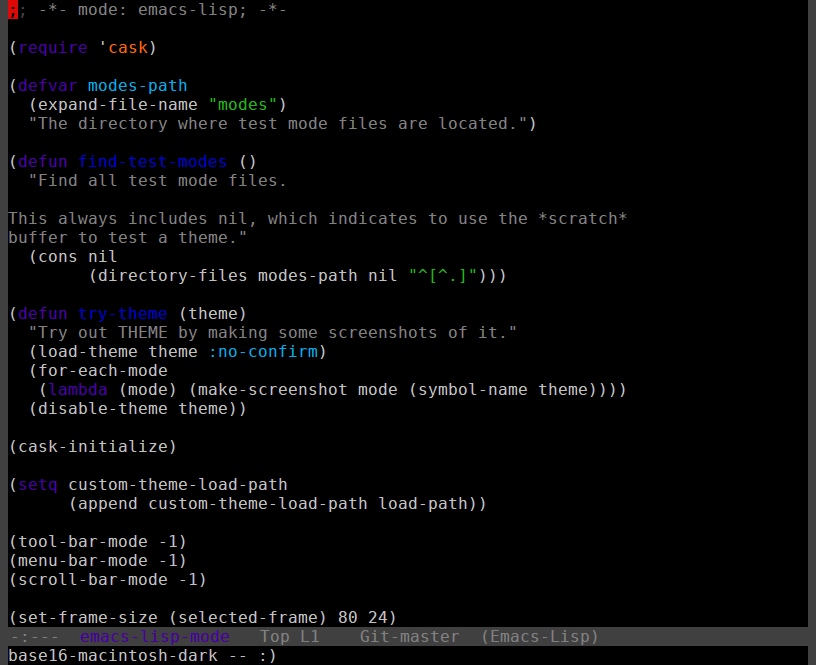 ;; -*- mode: emacs-lisp; -*-

(require 'cask)

(defvar modes-path
  (expand-file-name "modes")
  "The directory where test mode files are located.")

(defun find-test-modes ()
  "Find all test mode files.

This always includes nil, which indicates to use the *scratch*
buffer to test a theme."
  (cons nil
        (directory-files modes-path nil "^[^.]")))

(defun try-theme (theme)
  "Try out THEME by making some screenshots of it."
  (load-theme theme :no-confirm)
  (for-each-mode
   (lambda (mode) (make-screenshot mode (symbol-name theme))))
  (disable-theme theme))

(cask-initialize)

(setq custom-theme-load-path
      (append custom-theme-load-path load-path))

(tool-bar-mode -1)
(menu-bar-mode -1)
(scroll-bar-mode -1)

(set-frame-size (selected-frame) 80 24)
-:---  emacs-lisp-mode   Top L1    Git-master  (Emacs-Lisp)
base16-macintosh-dark -- :)